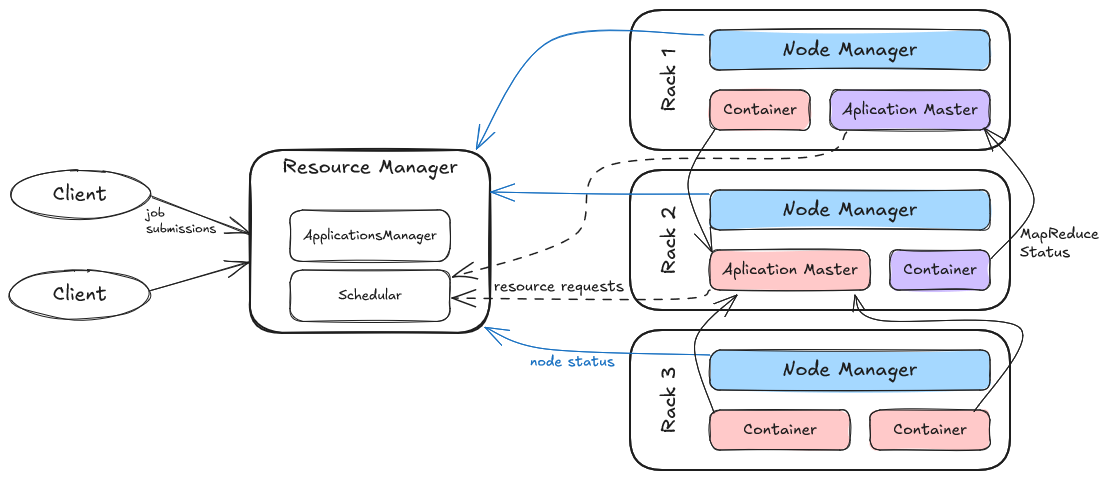 Client
job
submissions
Client
Resource Manager
ApplicationsManager
Schedular
resource requests
node status
Rack 1
Node Manager
Container
Aplication Master
Rack 2
Node Manager
Aplication Master
Container
MapReduce
Status
Rack 3
Node Manager
Container
Container